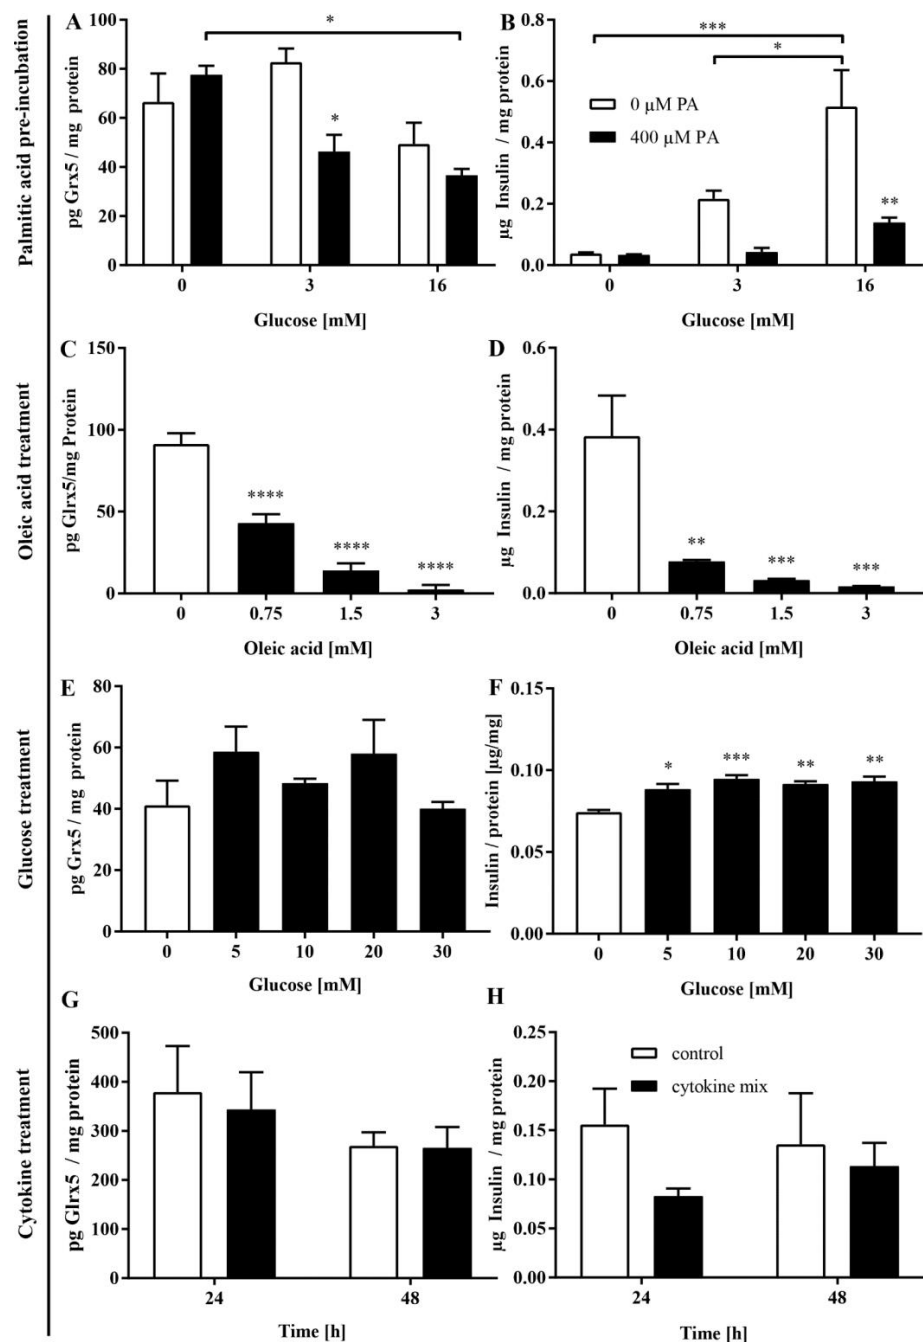 Palmitic acid pre-incubation
A
*
100
80
60
40
20
0
pg Grx5 / mg protein
*
0
3
16
Glucose [mM]
B
***
*
0.8
0.6
0.4
0.2
0.0
µg Insulin / mg protein
0 µM PA
400 µM PA
**
0
3
16
Glucose [mM]
Oleic acid treatment
C
150
100
50
0
pg Glrx5/mg Protein
****
****
****
0
0.75
1.5
3
Oleic acid [mM]
D
0.6
0.4
0.2
0.0
µg Insulin / mg protein
**
***
***
0
0.75
1.5
3
Oleic acid [mM]
Glucose treatment
E
80
60
40
20
0
pg Grx5 / mg protein
0
5
10
20
30
Glucose [mM]
F
0.15
0.10
0.05
0.00
Insulin / protein [µg/mg]
*
***
**
**
0
5
10
20
30
Glucose [mM]
Cytokine treatment
G
500
400
300
200
100
0
pg Glrx5 / mg protein
24
48
Time [h]
H
0.25
0.20
0.15
0.10
0.05
0.00
µg Insulin / mg protein
control
cytokine mix
24
48
Time [h]